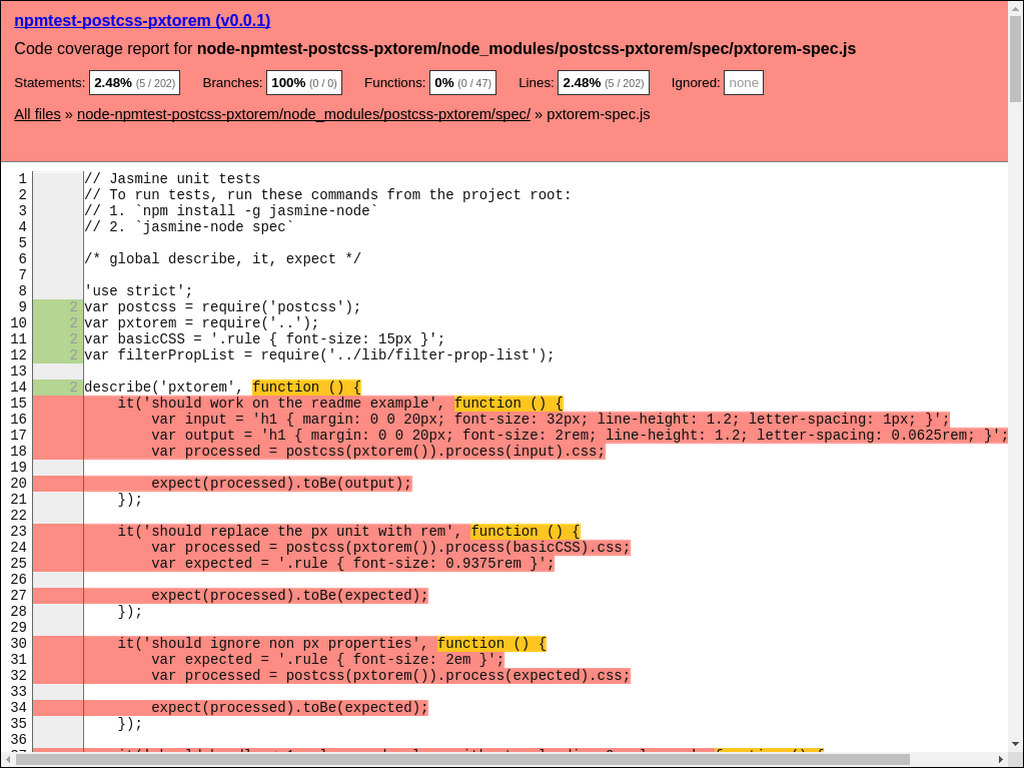 npmtest-postcss-pxtorem (v0.0.1)
Code coverage report for node-npmtest-postcss-pxtorem/node_modules/postcss-pxtorem/spec/pxtorem-spec.js
Statements: 2.48% (5 / 202) Branches: 100% (0 / 0) Functions: 0% (0 / 47) Lines: 2.48% (5 / 202) Ignored: none
All files » node-npmtest-postcss-pxtorem/node_modules/postcss-pxtorem/spec/ » pxtorem-spec.js
1 // Jasmine unit tests
2 // To run tests, run these commands from the project root:
3 // 1. `npm install -g jasmine-node`
4 // 2. `jasmine-node spec`
5
6 /* global describe, it, expect */
7
8 'use strict';
9 2 var postcss = require('postcss');
10 2 var pxtorem = require('..');
11 2 var basicCSS = '.rule { font-size: 15px }';
12 2 var filterPropList = require('../lib/filter-prop-list');
13
14 2 describe('pxtorem', function () {
15 it('should work on the readme example', function () {
16 var input = 'h1 { margin: 0 0 20px; font-size: 32px; line-height: 1.2; letter-spacing: 1px; }';
17 var output = 'h1 { margin: 0 0 20px; font-size: 2rem; line-height: 1.2; letter-spacing: 0.0625rem; }';
18 var processed = postcss(pxtorem()).process(input).css;
19
20 expect(processed).toBe(output);
21 });
22
23 it('should replace the px unit with rem', function () {
24 var processed = postcss(pxtorem()).process(basicCSS).css;
25 var expected = '.rule { font-size: 0.9375rem }';
26
27 expect(processed).toBe(expected);
28 });
29
30 it('should ignore non px properties', function () {
31 var expected = '.rule { font-size: 2em }';
32 var processed = postcss(pxtorem()).process(expected).css;
33
34 expect(processed).toBe(expected);
35 });
36